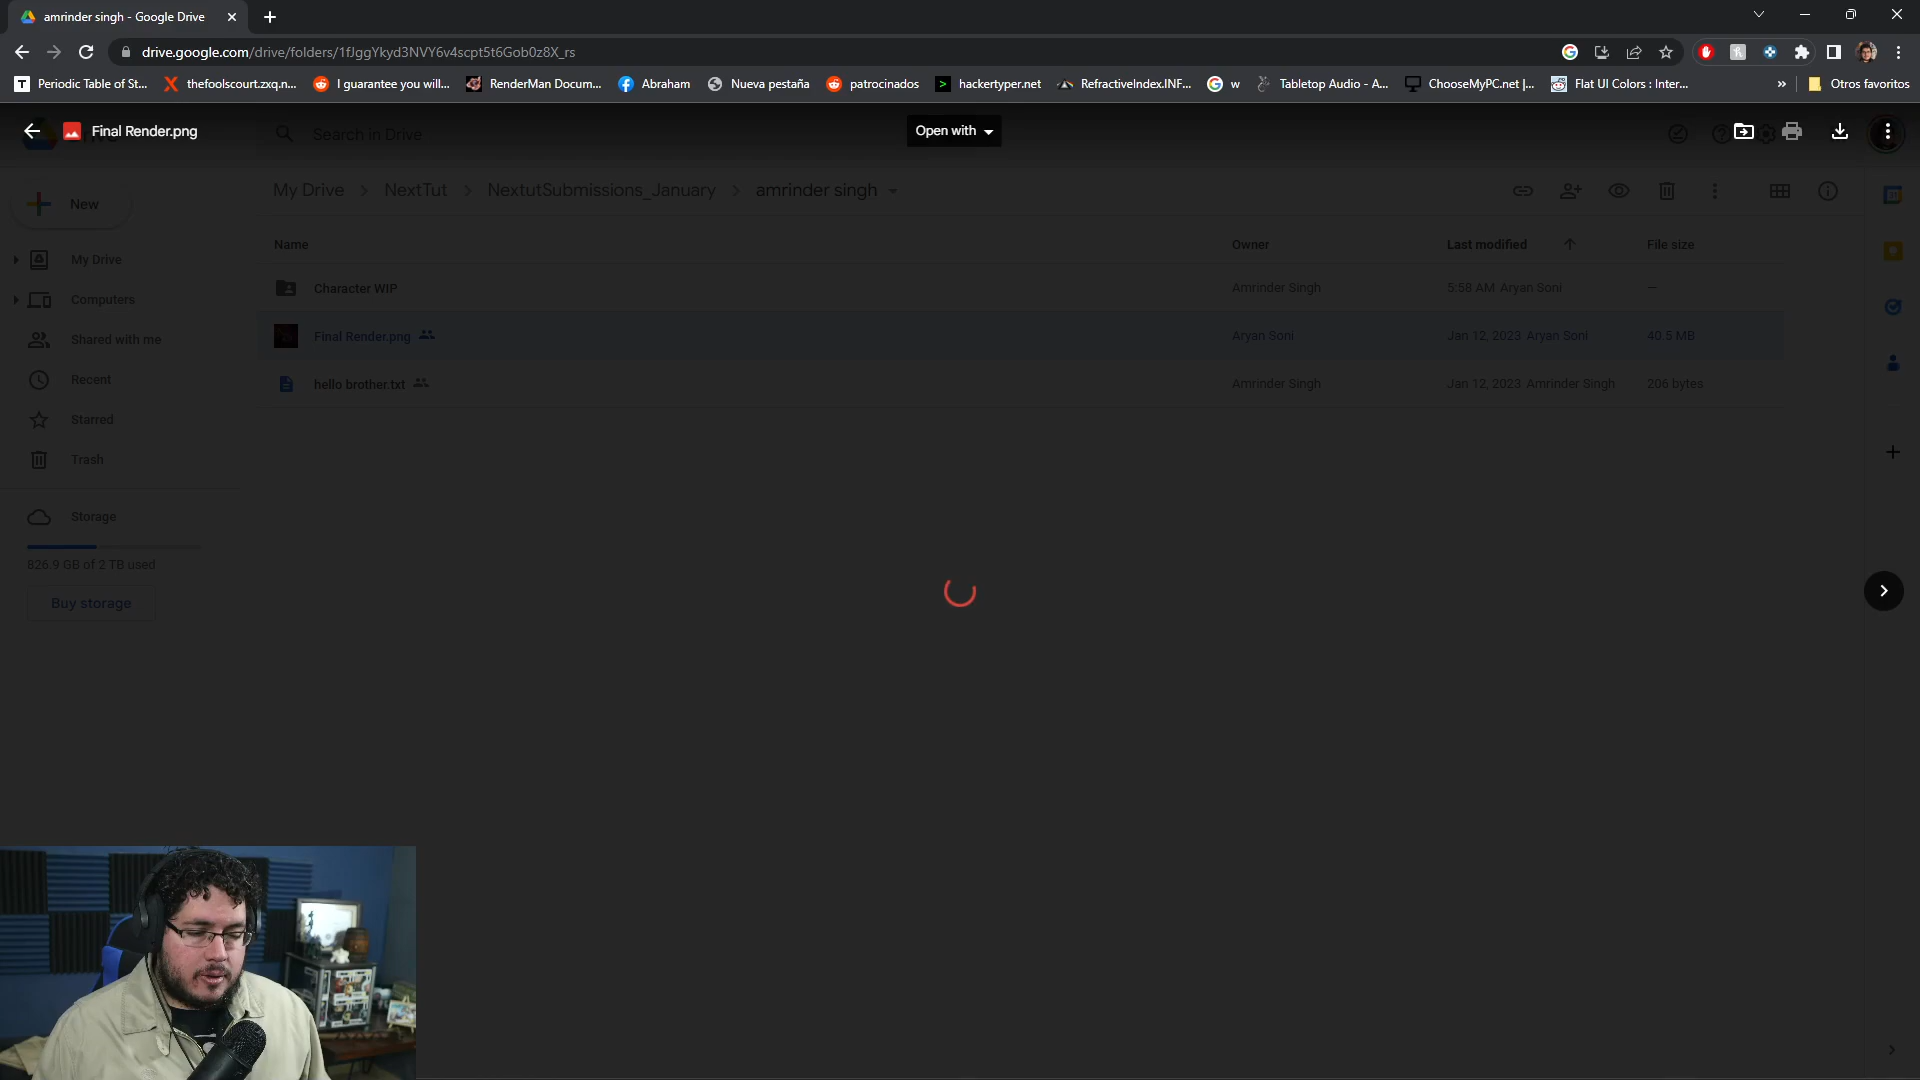 amrinder singh - Google Drive
drive.google.com/drive/folders/1fJggYkyd3NVY6v4scpt5t6Gob0z8X_rs
Periodic Table of St...
thefoolscourt.zxq.n...
I guarantee you will...
RenderMan Docum...
Abraham
Nueva pestaña
patrocinados
hackertyper.net
RefractiveIndex.INF...
w
Tabletop Audio - A...
ChooseMyPC.net |...
Flat UI Colors : Inter...
»
Otros favoritos
Final Render.png
Search in Drive
Open with
New
My Drive > NextTut > NextutSubmissions_January > amrinder singh
My Drive
Computers
Shared with me
Recent
Starred
Trash
Storage
826.9 GB of 2 TB used
Buy storage
Name Owner Last modified File size
Character WIP Amrinder Singh 5:58 AM Aryan Soni —
Final Render.png Aryan Soni Jan 12, 2023 Aryan Soni 40.5 MB
hello brother.txt Amrinder Singh Jan 12, 2023 Amrinder Singh 206 bytes